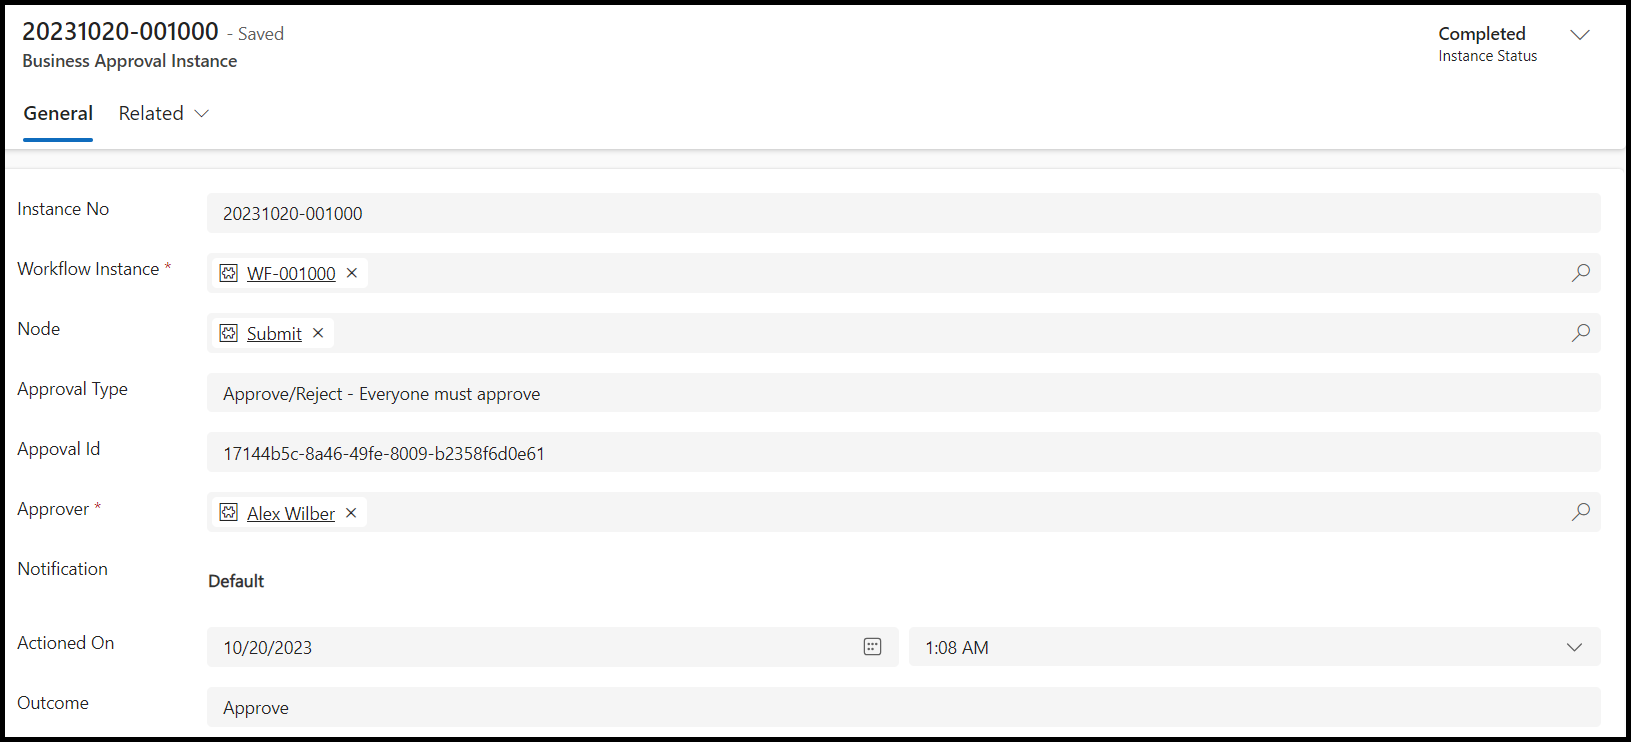 20231020-001000 - Saved
Business Approval Instance
Completed
Instance Status
General Related
Instance No 20231020-001000
Workflow Instance * WF-001000
Node Submit
Approval Type Approve/Reject - Everyone must approve
Appoval Id 17144b5c-8a46-49fe-8009-b2358f6d0e61
Approver * Alex Wilber
Notification Default
Actioned On 10/20/2023 1:08 AM
Outcome Approve